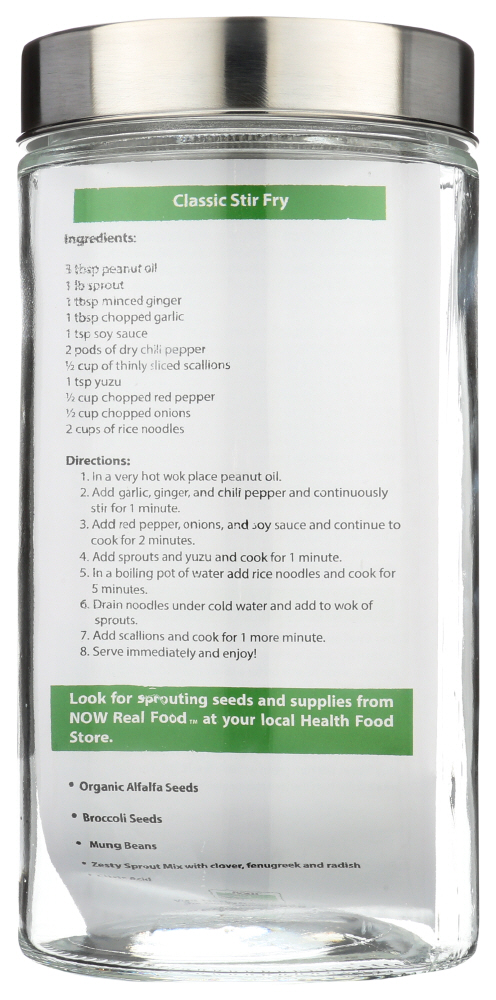 Classic Stir Fry
Ingredients:
3 tbsp peanut oil
1 lb sprout
1 tbsp minced ginger
1 tbsp chopped garlic
1 tsp soy sauce
2 pods of dry chili pepper
½ cup of thinly sliced scallions
1 tsp yuzu
½ cup chopped red pepper
½ cup chopped onions
2 cups of rice noodles
Directions:
1. In a very hot wok place peanut oil.
2. Add garlic, ginger, and chili pepper and continuously
stir for 1 minute.
3. Add red pepper, onions, and soy sauce and continue to
cook for 2 minutes.
4. Add sprouts and yuzu and cook for 1 minute.
5. In a boiling pot of water add rice noodles and cook for
5 minutes.
6. Drain noodles under cold water and add to wok of
sprouts.
7. Add scallions and cook for 1 more minute.
8. Serve immediately and enjoy!
Look for sprouting seeds and supplies from
NOW Real Food™ at your local Health Food
Store.
• Organic Alfalfa Seeds
• Broccoli Seeds
• Mung Beans
• Zesty Sprout Mix with clover, fenugreek and radish
Acid